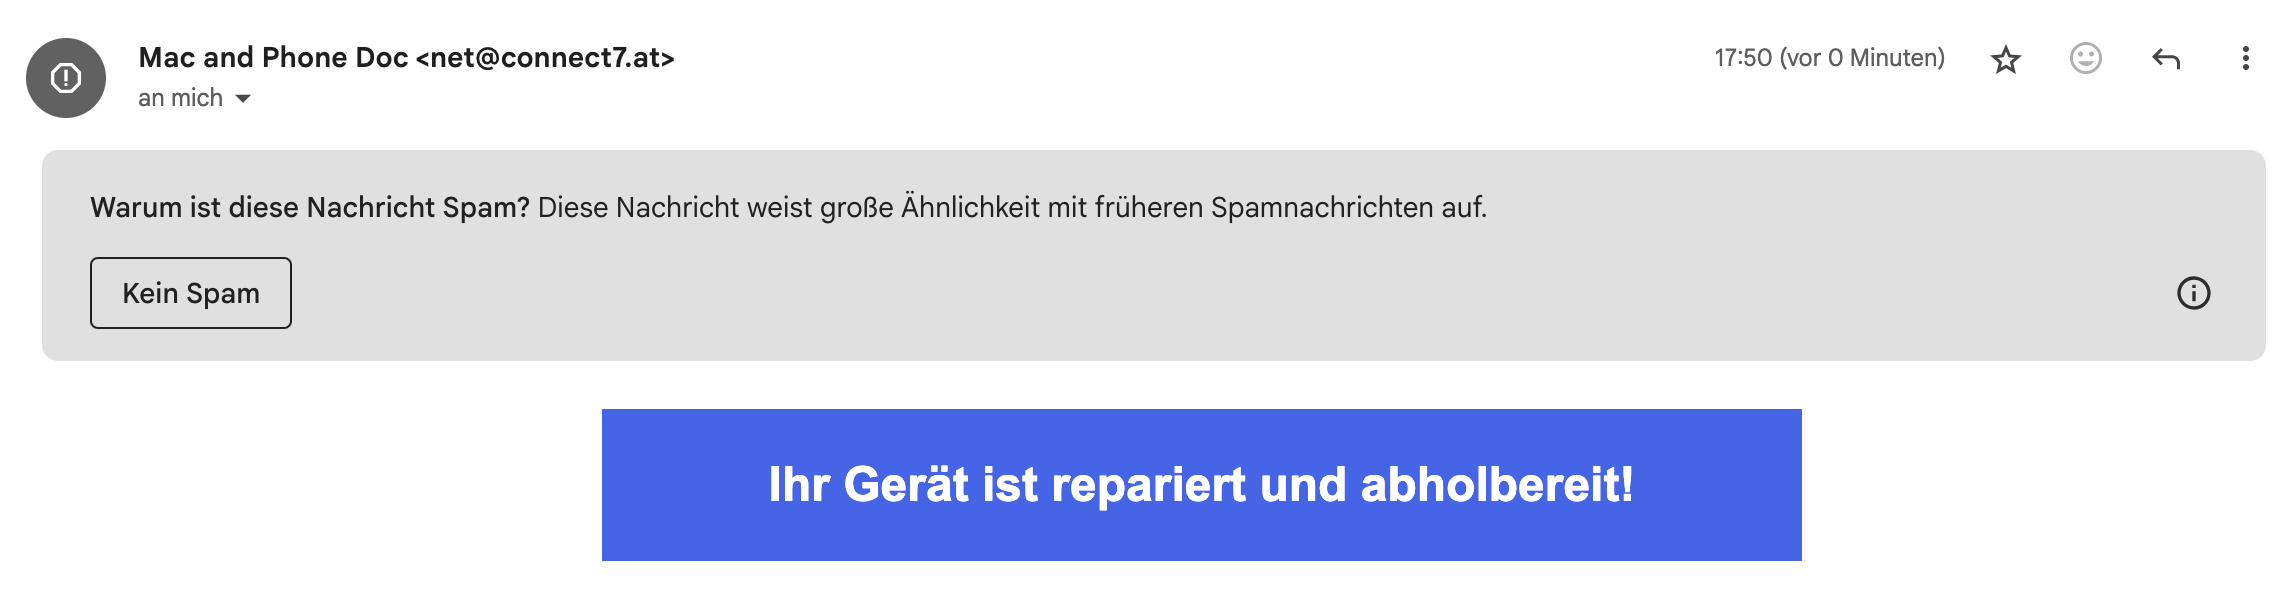 Mac and Phone Doc <net@connect7.at>
17:50 (vor 0 Minuten)
an mich
Warum ist diese Nachricht Spam? Diese Nachricht weist große Ähnlichkeit mit früheren Spamnachrichten auf.
Kein Spam
Ihr Gerät ist repariert und abholbereit!